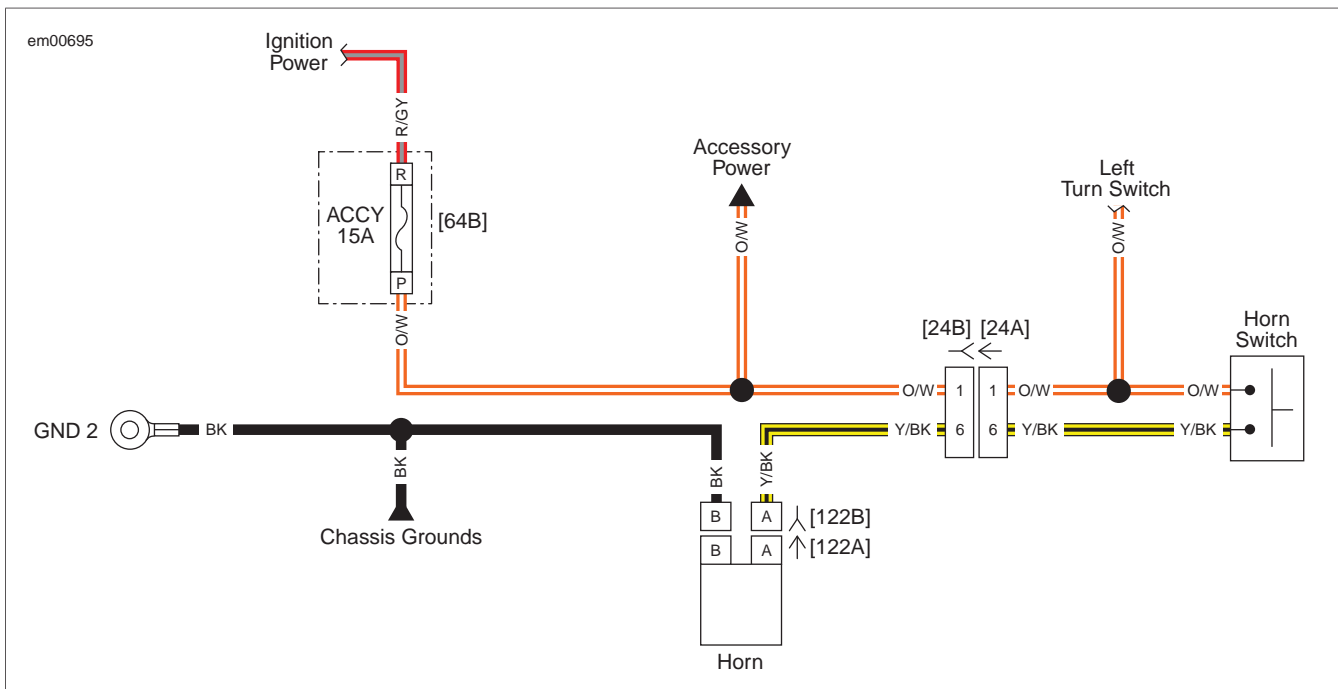 em00695
Ignition
Power
R/GY
R
ACCY
15A
[64B]
P
O/W
Accessory
Power
O/W
Left
Turn Switch
O/W
[24B] [24A]
Horn
Switch
O/W 1 1 O/W O/W
GND 2 BK
Y/BK 6 6 Y/BK Y/BK
BK
Chassis Grounds
BK
Y/BK
B A [122B]
B A [122A]
Horn